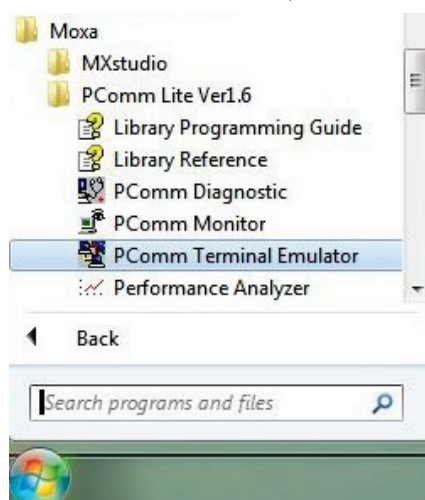 Moxa
MXstudio
PComm Lite Ver1.6
Library Programming Guide
Library Reference
PComm Diagnostic
PComm Monitor
PComm Terminal Emulator
Performance Analyzer
Back
Search programs and files